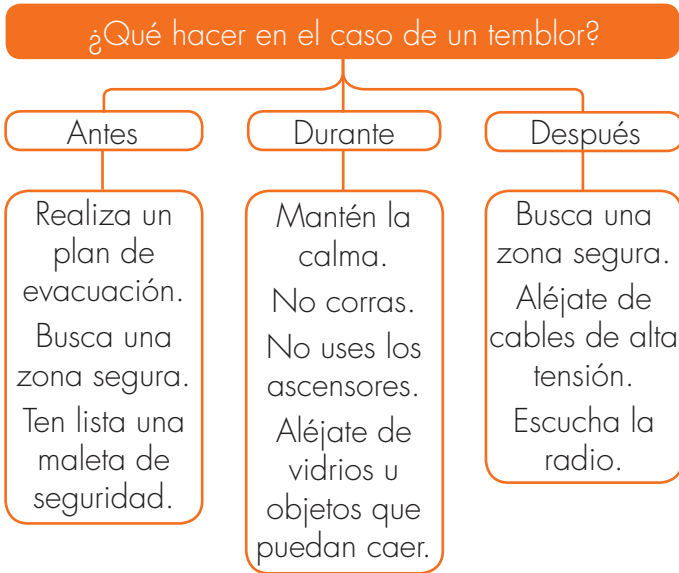 ¿Qué hacer en el caso de un temblor?
Antes
Realiza un
plan de
evacuación.
Busca una
zona segura.
Ten lista una
maleta de
seguridad.
Durante
Mantén la
calma.
No corras.
No uses los
ascensores.
Aléjate de
vidrios u
objetos que
puedan caer.
Después
Busca una
zona segura.
Aléjate de
cables de alta
tensión.
Escucha la
radio.